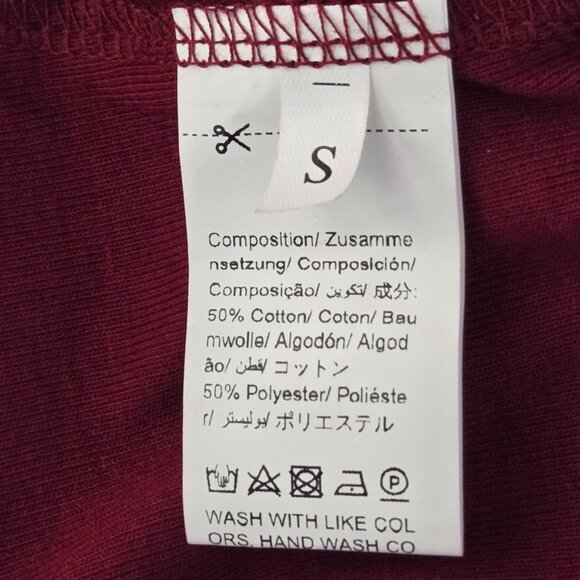 S
Composition/ Zusamme
nsetzung/ Composición/
Composição/ تكوين/ 成分:
50% Cotton/ Coton/ Bau
mwolle/ Algodón/ Algod
ão/ قطن/ コットン
50% Polyester/ Poliéste
r/ بوليستر/ ポリエステル
P
WASH WITH LIKE COL
ORS, HAND WASH CO